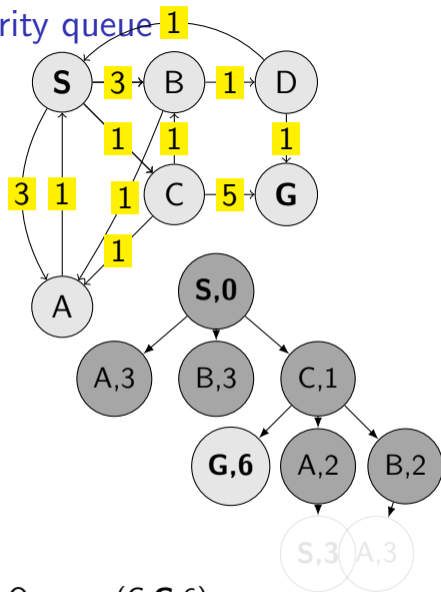 rity queue
1
S 3 B 1 D
1 1 1
3 1 1 C 5 G
1
A
S,0
A,3 B,3 C,1
G,6 A,2 B,2
S,3 A,3